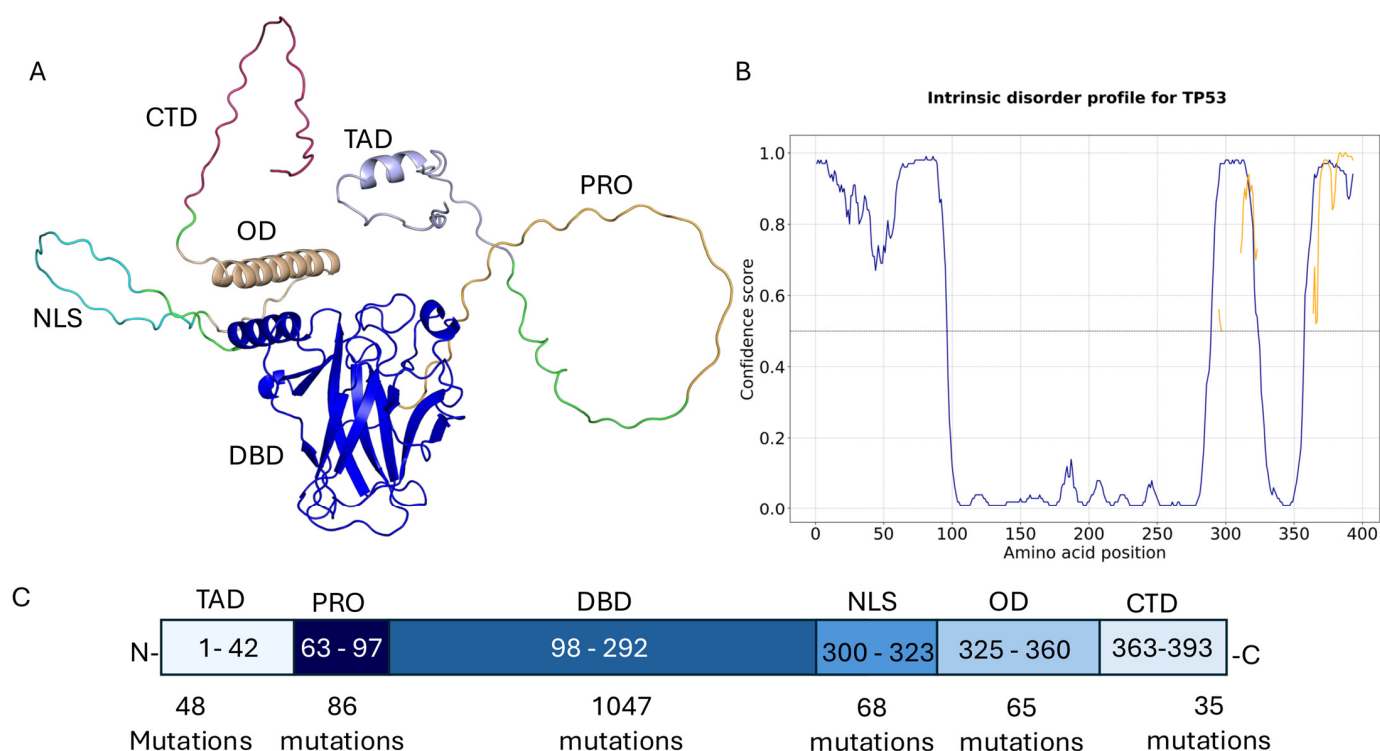 A
CTD
TAD
PRO
OD
NLS
DBD
B
Intrinsic disorder profile for TP53
Confidence score
1.0
0.8
0.6
0.4
0.2
0.0
0 50 100 150 200 250 300 350 400
Amino acid position
C
TAD PRO DBD NLS OD CTD
N- 1- 42 63 - 97 98 - 292 300 - 323 325 - 360 363-393 -C
48 86 1047 68 65 35
Mutations mutations mutations mutations mutations mutations